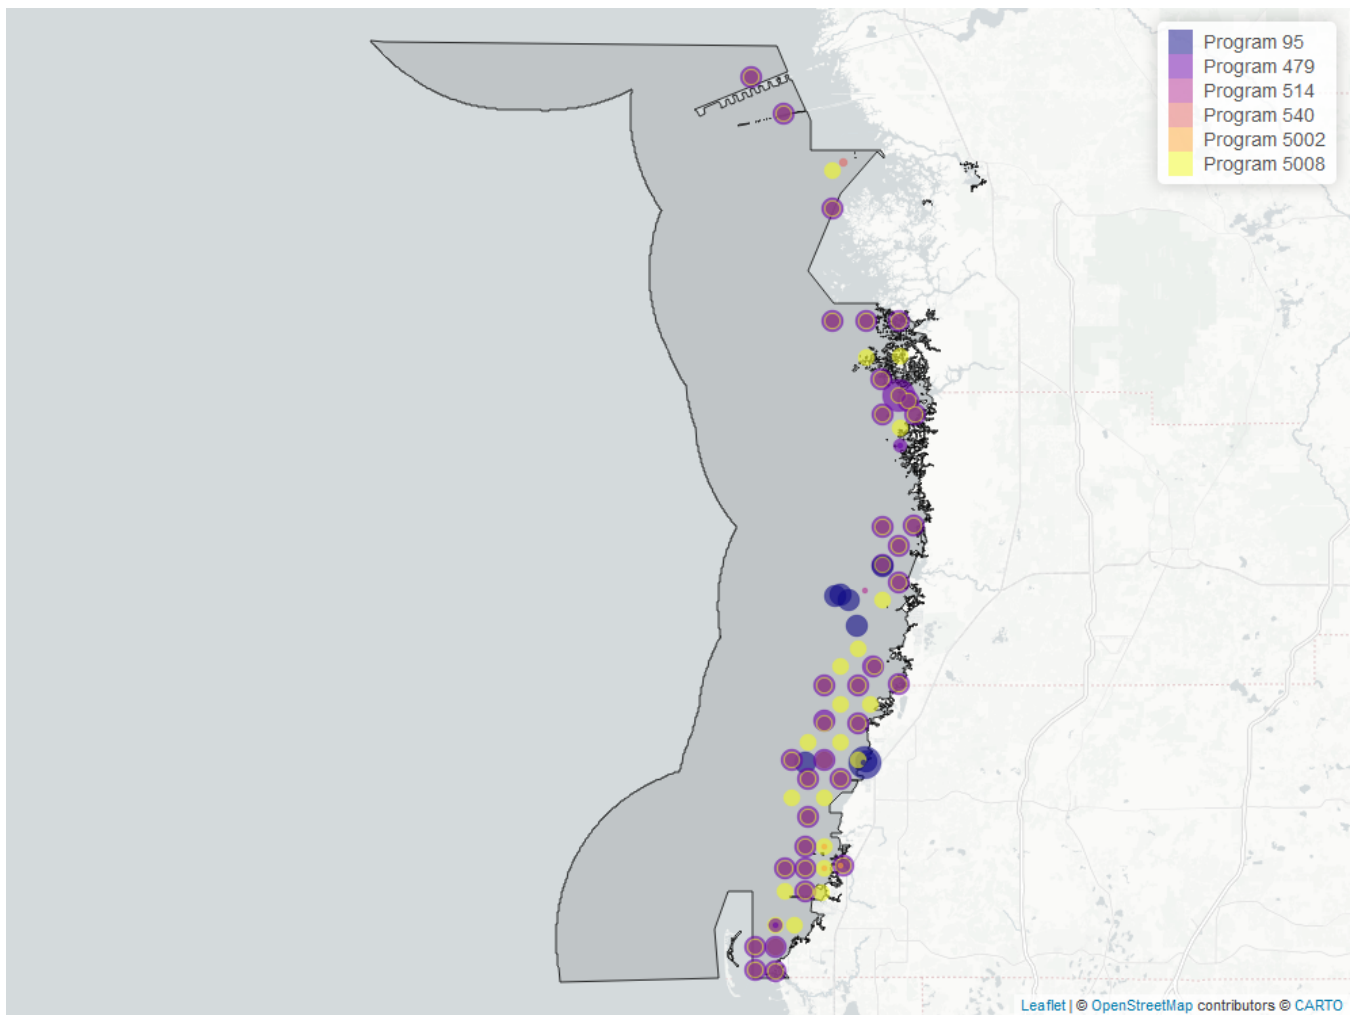 Program 95
Program 479
Program 514
Program 540
Program 5002
Program 5008
Leaflet | © OpenStreetMap contributors © CARTO